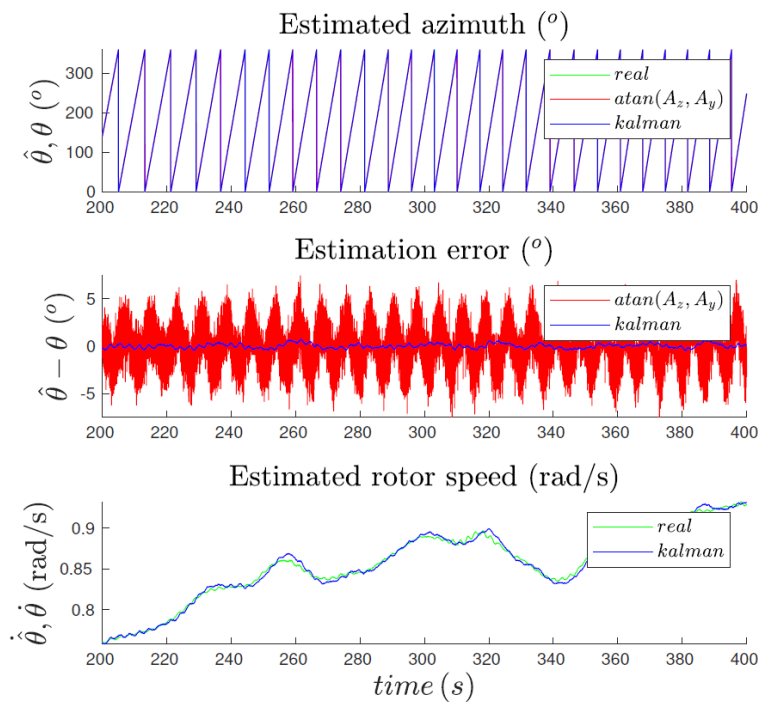 Estimated azimuth (º)
θ̂, θ (º)
300
200
100
0
real
atan(A_z, A_y)
kalman
200 220 240 260 280 300 320 340 360 380 400
Estimation error (º)
θ̂ − θ (º)
5
0
-5
atan(A_z, A_y)
kalman
200 220 240 260 280 300 320 340 360 380 400
Estimated rotor speed (rad/s)
θ̂̇, θ̇ (rad/s)
0.9
0.85
0.8
real
kalman
200 220 240 260 280 300 320 340 360 380 400
time (s)